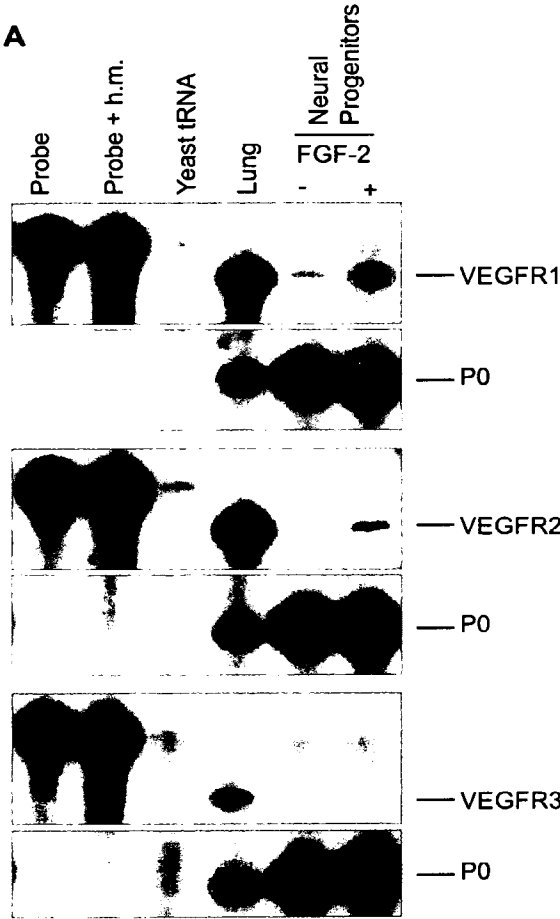 A
Probe
Probe + h.m.
Yeast tRNA
Lung
Neural
Progenitors
FGF-2
- +
VEGFR1
P0
VEGFR2
P0
VEGFR3
P0